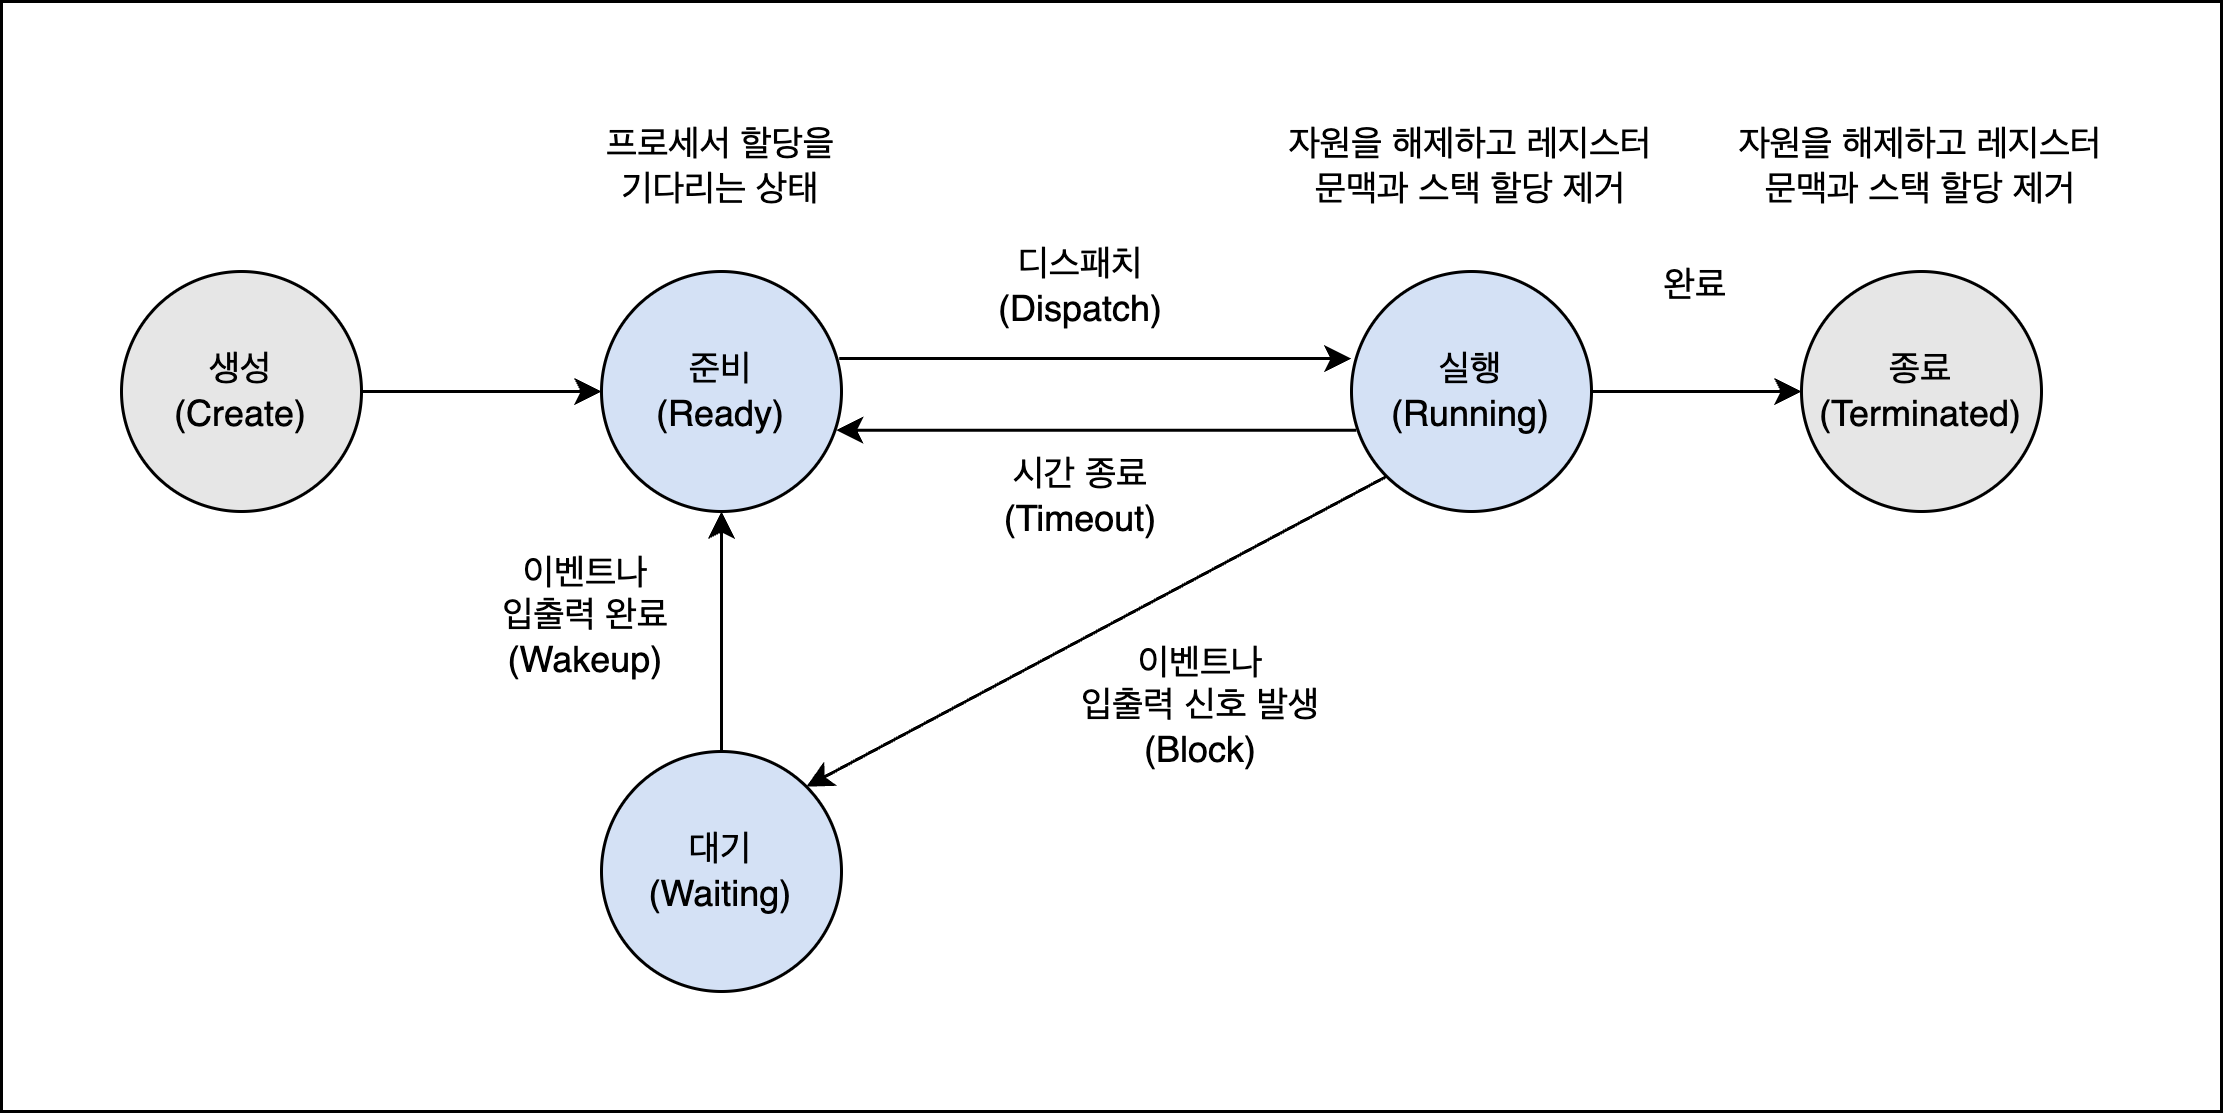 프로세서 할당을
기다리는 상태
자원을 해제하고 레지스터
문맥과 스택 할당 제거
자원을 해제하고 레지스터
문맥과 스택 할당 제거
디스패치
(Dispatch)
완료
생성
(Create)
준비
(Ready)
실행
(Running)
종료
(Terminated)
시간 종료
(Timeout)
이벤트나
입출력 완료
(Wakeup)
이벤트나
입출력 신호 발생
(Block)
대기
(Waiting)